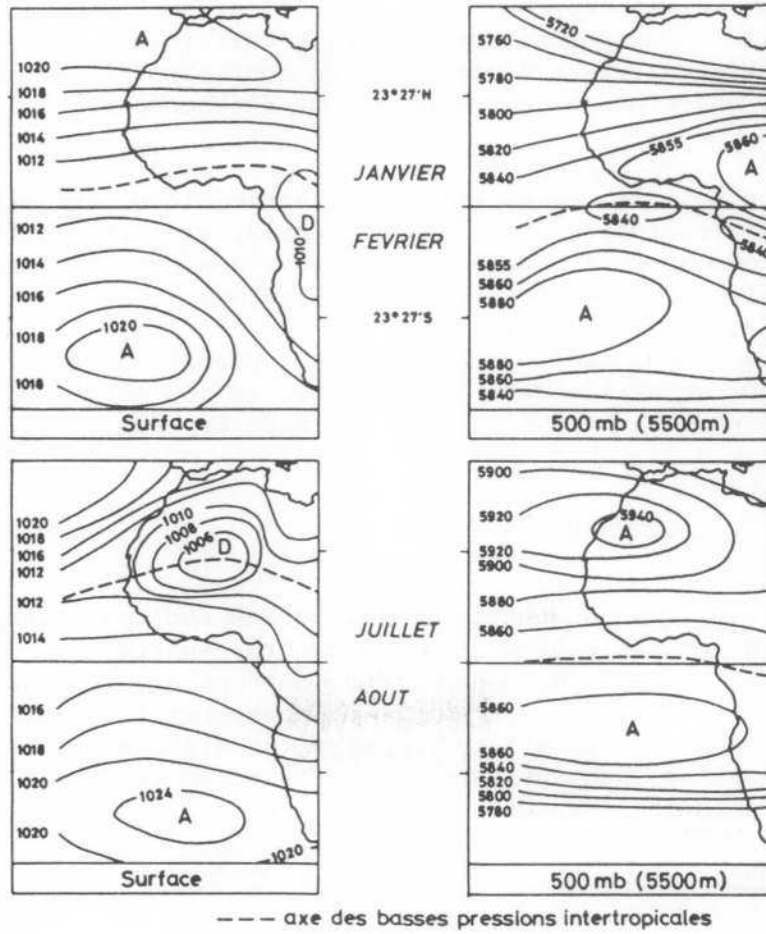 A
1020
1018
1016
1014
1012
D
1012
1010
1014
1016
1020
1018
A
1018
Surface
23°27'N
JANVIER
FÉVRIER
23°27'S
5720
5760
5780
5800
5820
5855
5860
A
5840
5840
5840
5855
5860
5880
A
5880
5860
5840
500 mb (5500m)
1020
1018
1016
1012
1010
1008
1006
D
1012
1014
1016
1018
1020
1024
A
1020
1020
Surface
JUILLET
AOUT
5900
5920
5940
A
5920
5900
5880
5860
5860
A
5860
5840
5820
5800
5780
500 mb (5500m)
--- axe des basses pressions intertropicales